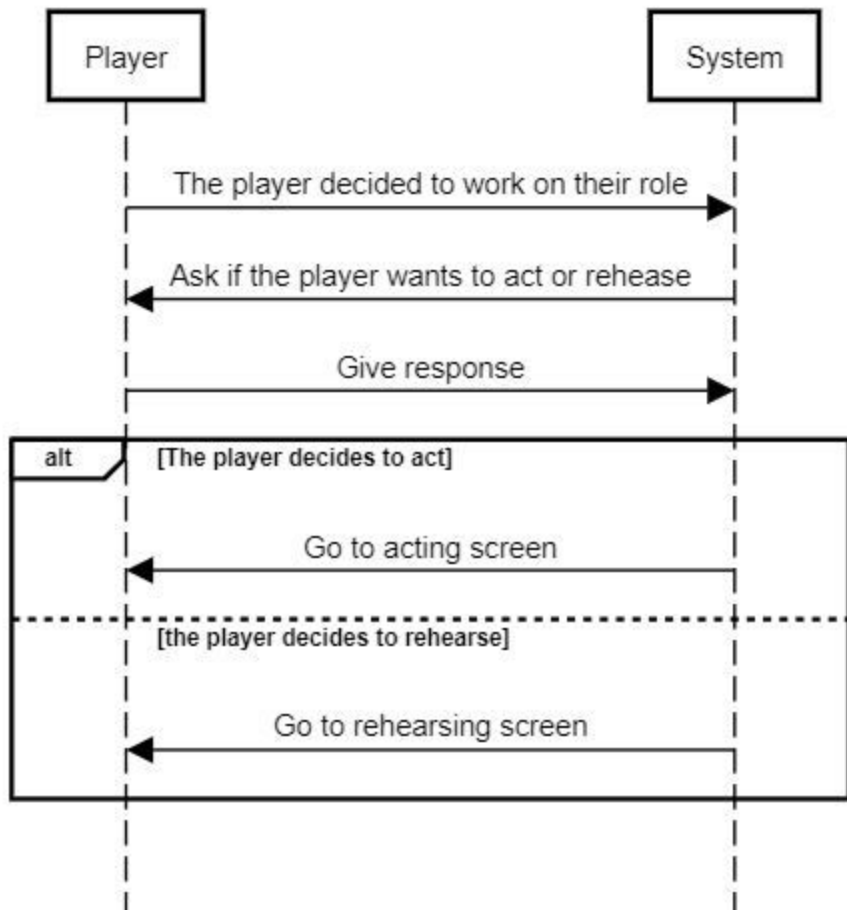 Player
System
The player decided to work on their role
Ask if the player wants to act or rehease
Give response
alt
[The player decides to act]
Go to acting screen
[the player decides to rehearse]
Go to rehearsing screen